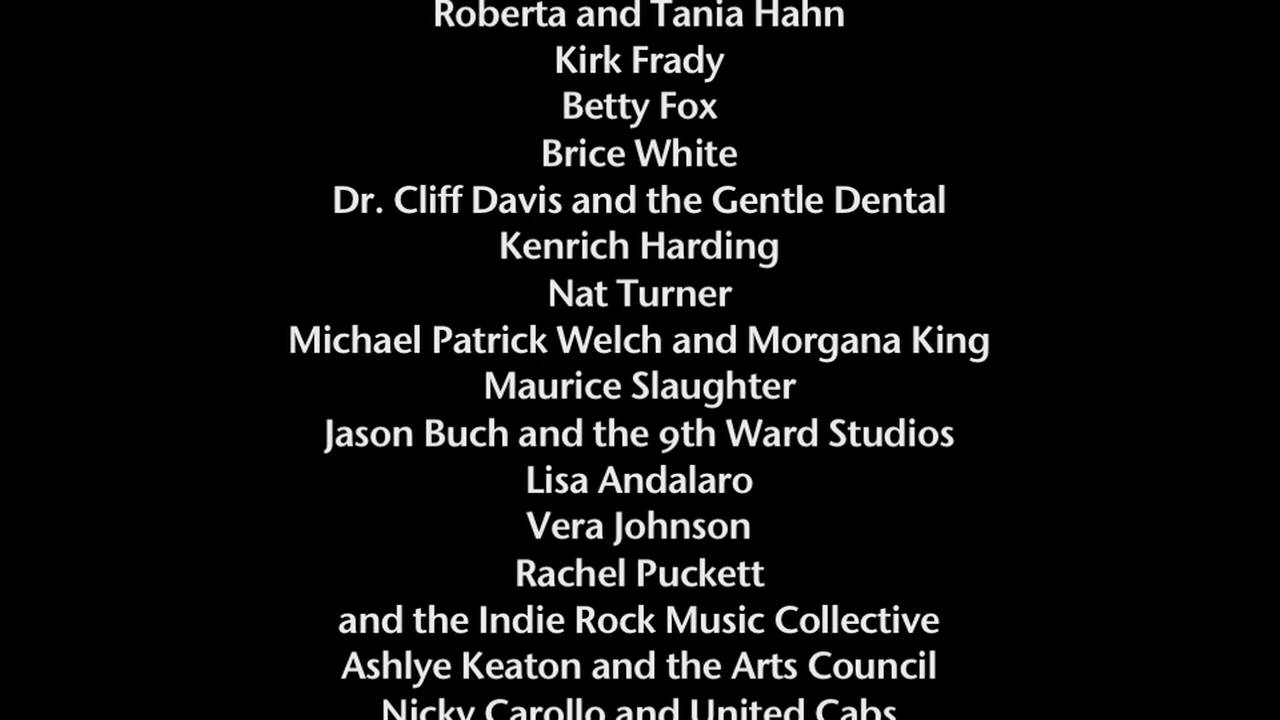 Roberta and Tania Hahn
Kirk Frady
Betty Fox
Brice White
Dr. Cliff Davis and the Gentle Dental
Kenrich Harding
Nat Turner
Michael Patrick Welch and Morgana King
Maurice Slaughter
Jason Buch and the 9th Ward Studios
Lisa Andalaro
Vera Johnson
Rachel Puckett
and the Indie Rock Music Collective
Ashlye Keaton and the Arts Council
Nicky Carollo and United Cabs